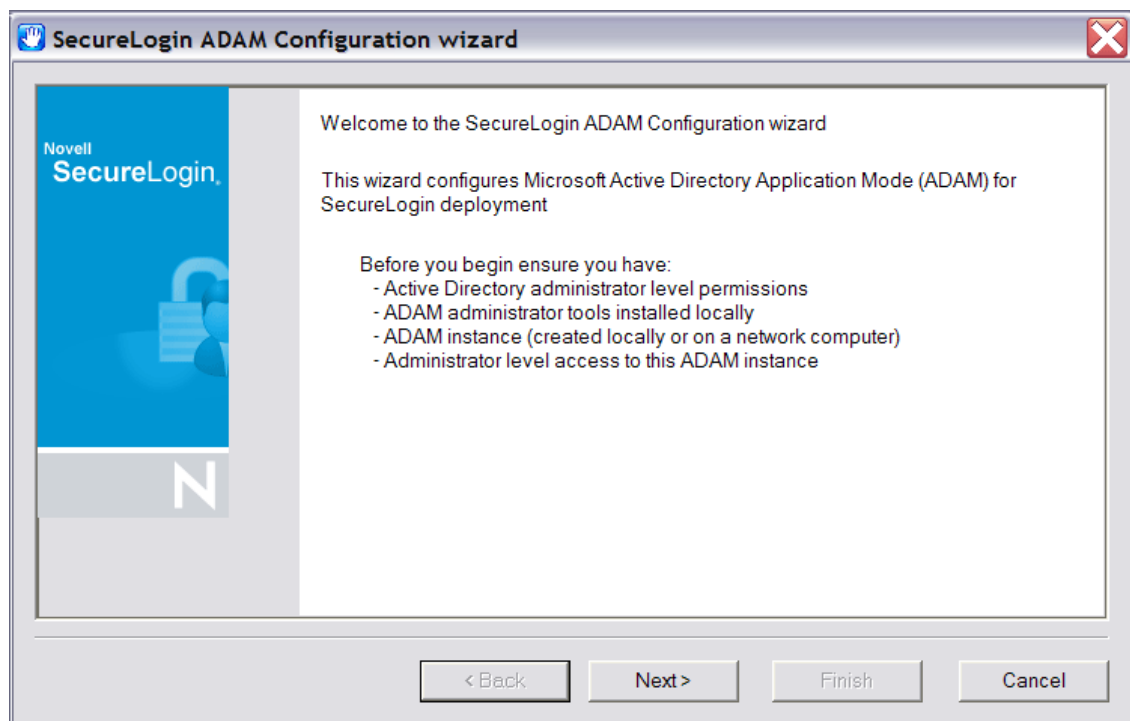 SecureLogin ADAM Configuration wizard
Novell
SecureLogin®
N
Welcome to the SecureLogin ADAM Configuration wizard
This wizard configures Microsoft Active Directory Application Mode (ADAM) for
SecureLogin deployment
Before you begin ensure you have:
- Active Directory administrator level permissions
- ADAM administrator tools installed locally
- ADAM instance (created locally or on a network computer)
- Administrator level access to this ADAM instance
< Back
Next >
Finish
Cancel